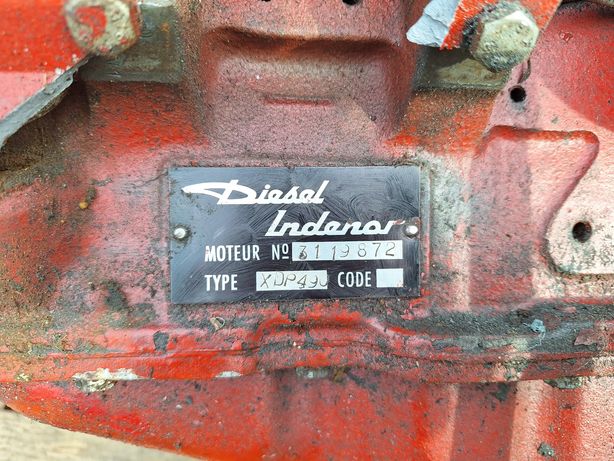 Diesel
Indenor
MOTEUR Nº 3119872
TYPE XDP490 CODE